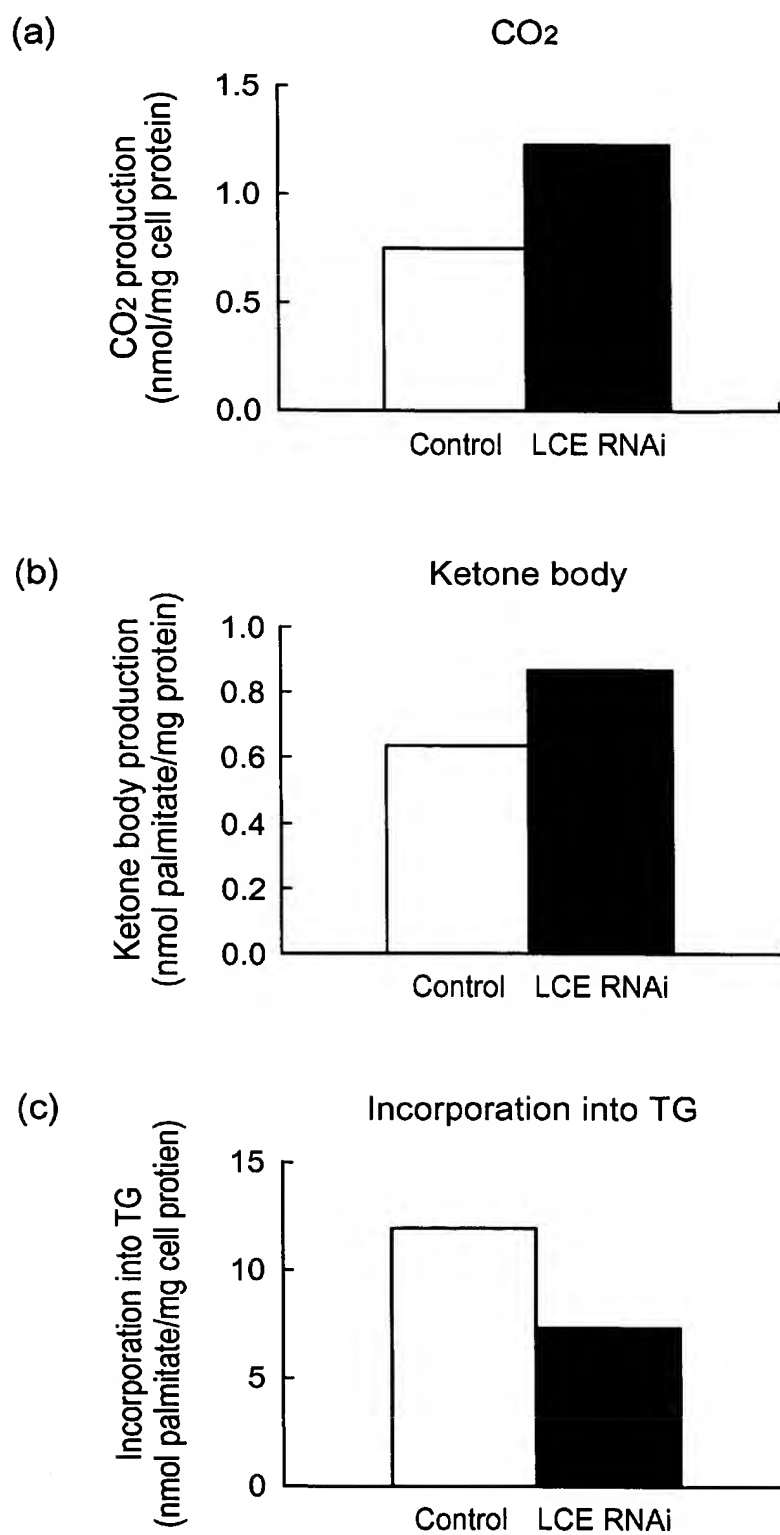 (a)
CO2
CO2 production
(nmol/mg cell protein)
1.5
1.0
0.5
0.0
Control LCE RNAi
(b)
Ketone body
Ketone body production
(nmol palmitate/mg protein)
1.0
0.8
0.6
0.4
0.2
0.0
Control LCE RNAi
(c)
Incorporation into TG
Incorporation into TG
(nmol palmitate/mg cell protien)
15
10
5
0
Control LCE RNAi